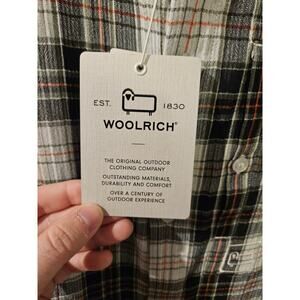 EST. 1830
WOOLRICH®
THE ORIGINAL OUTDOOR
CLOTHING COMPANY
OUTSTANDING MATERIALS,
DURABILITY AND COMFORT
OVER A CENTURY OF
OUTDOOR EXPERIENCE